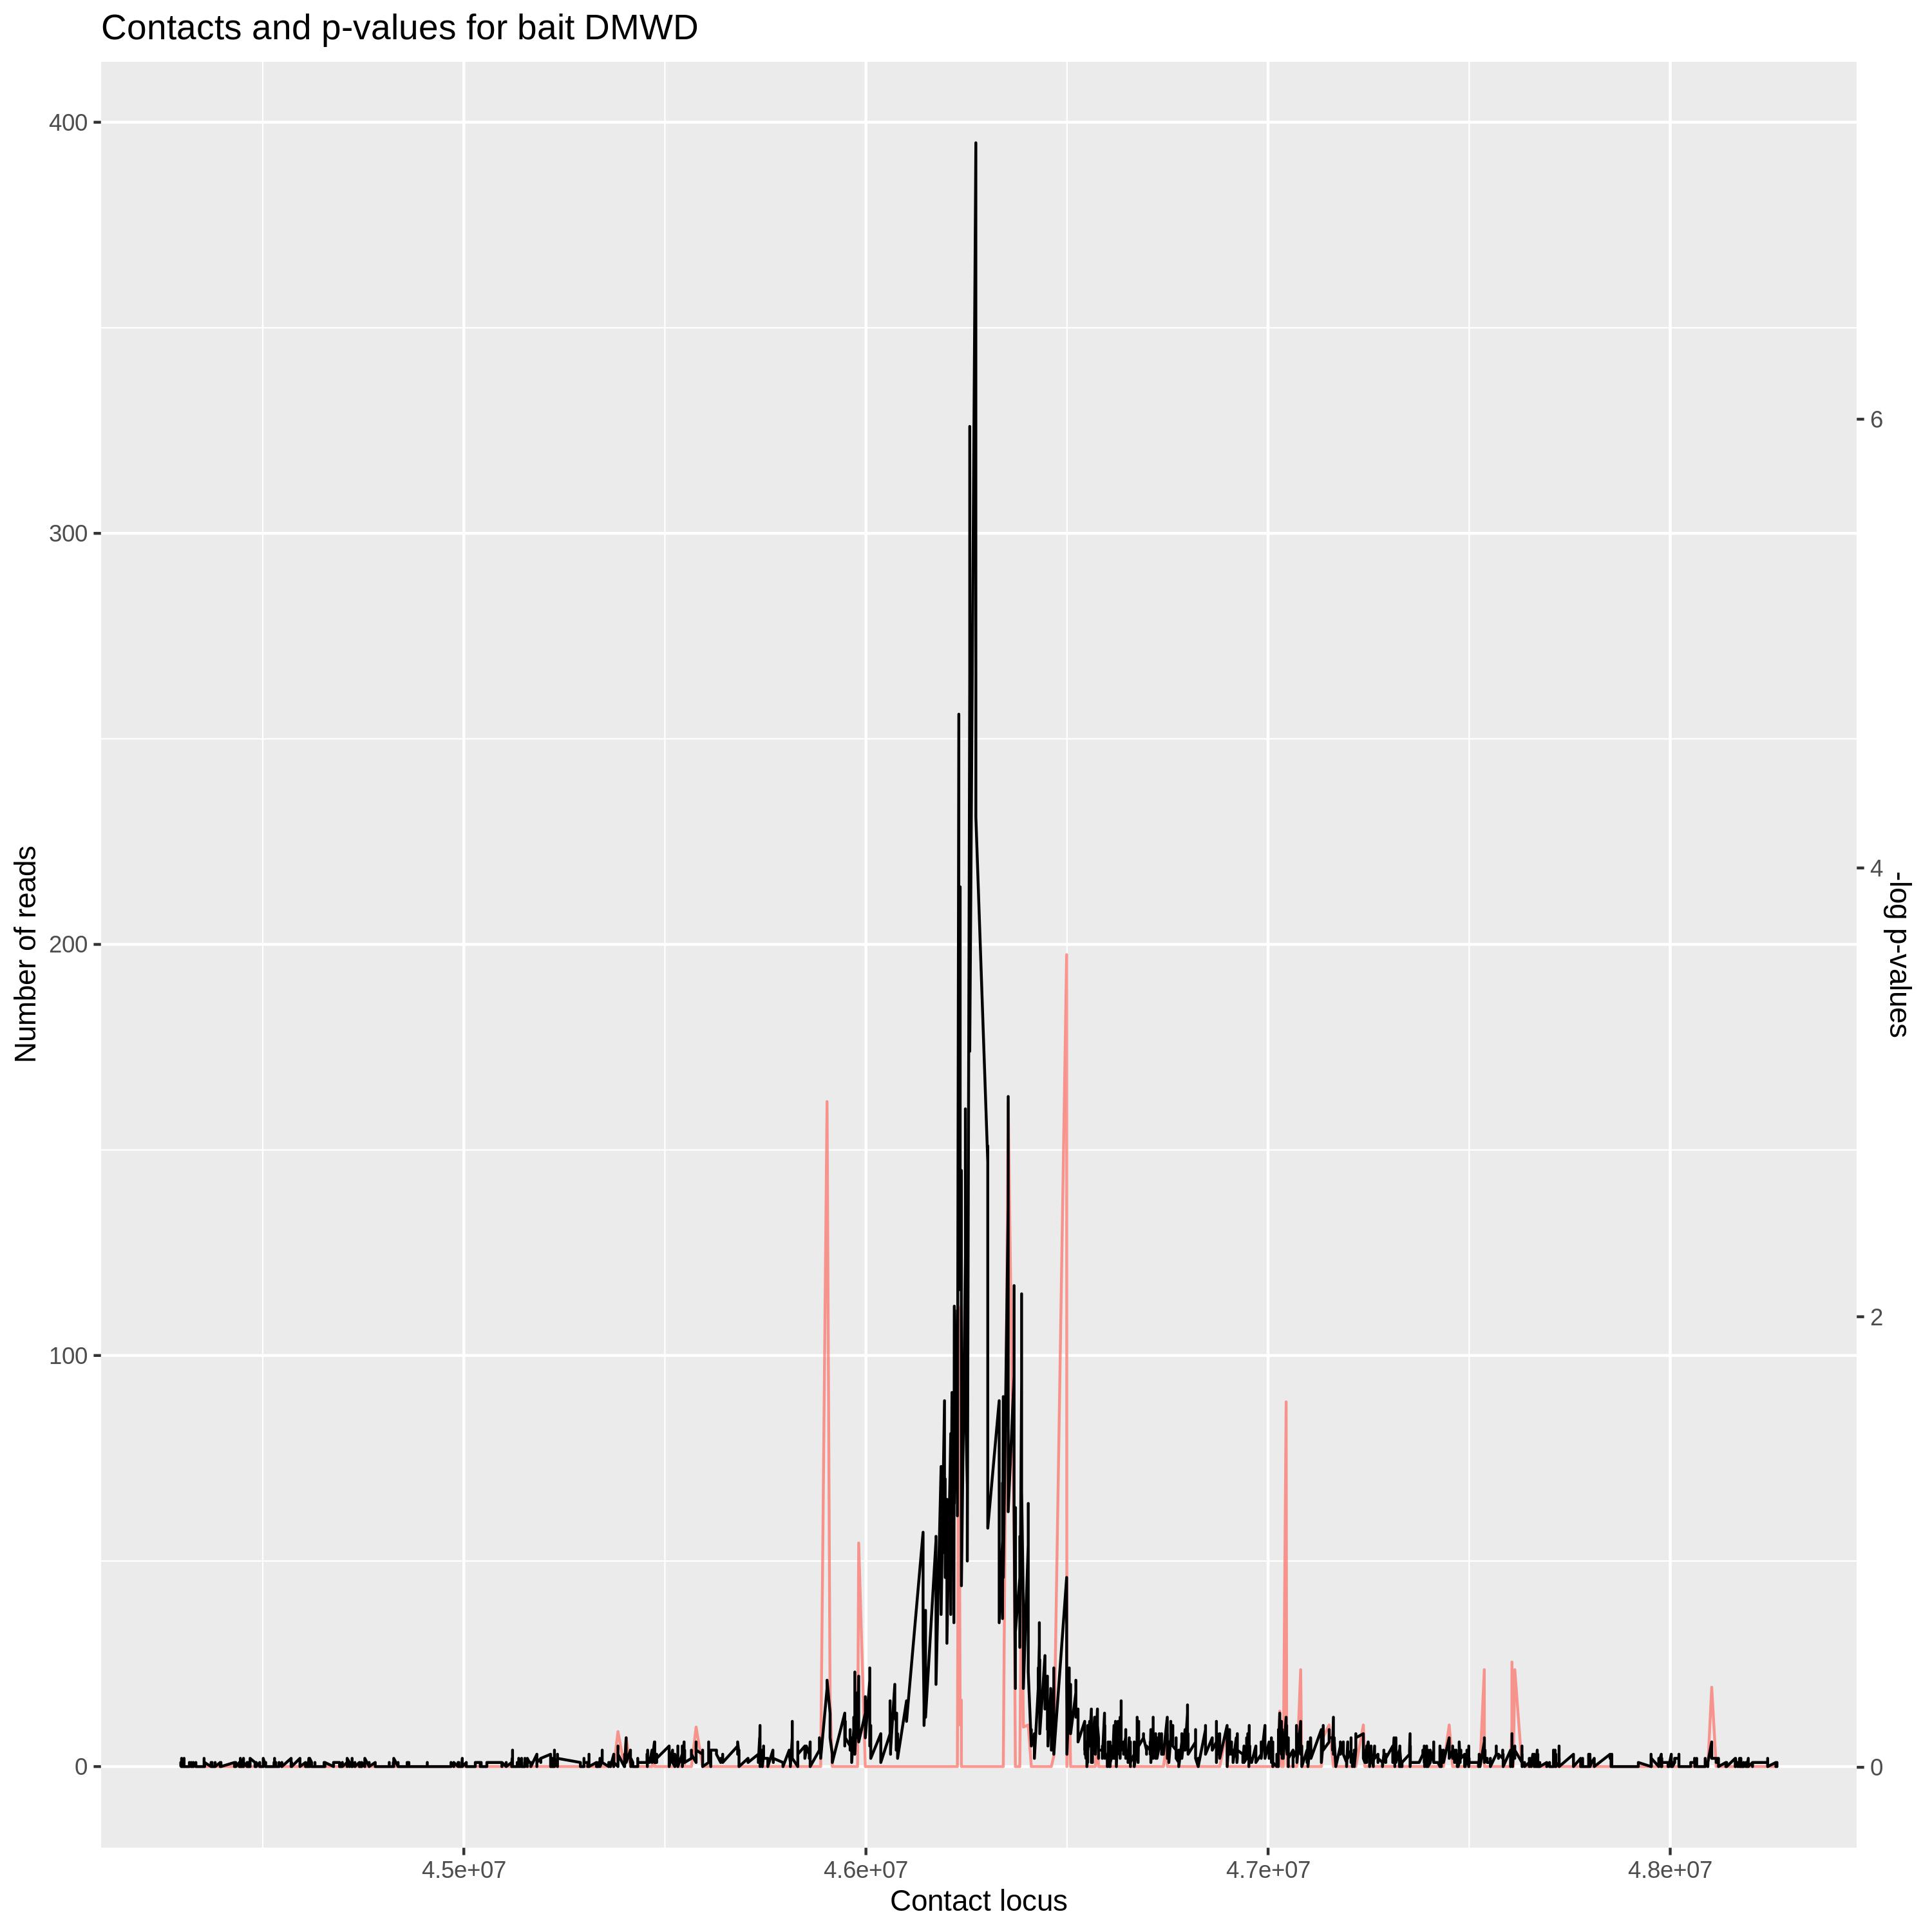 Contacts and p-values for bait DMWD
400
300
200
100
0
Number of reads
6
4
2
0
-log p-values
4.5e+07
4.6e+07
4.7e+07
4.8e+07
Contact locus